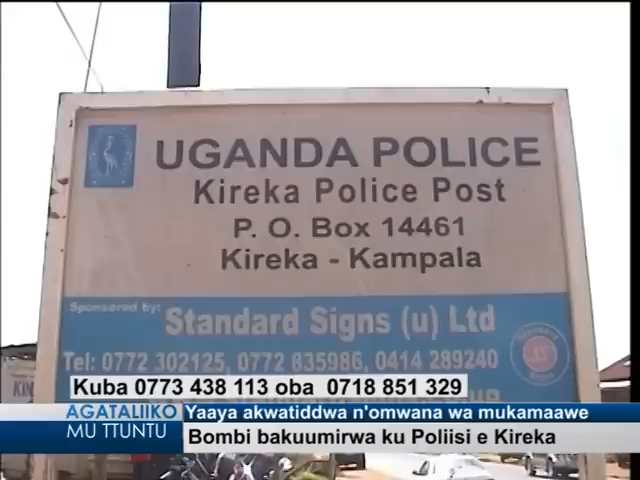 UGANDA POLICE
Kireka Police Post
P. O. Box 14461
Kireka - Kampala
Sponsored by:
Standard Signs (u) Ltd
Tel: 0772 302125, 0772 835986, 0414 289240
Kuba 0773 438 113 oba 0718 851 329
AGATALIIKO
MU TTUNTU
Yaaya akwatiddwa n'omwana wa mukamaawe
Bombi bakuumirwa ku Poliisi e Kireka